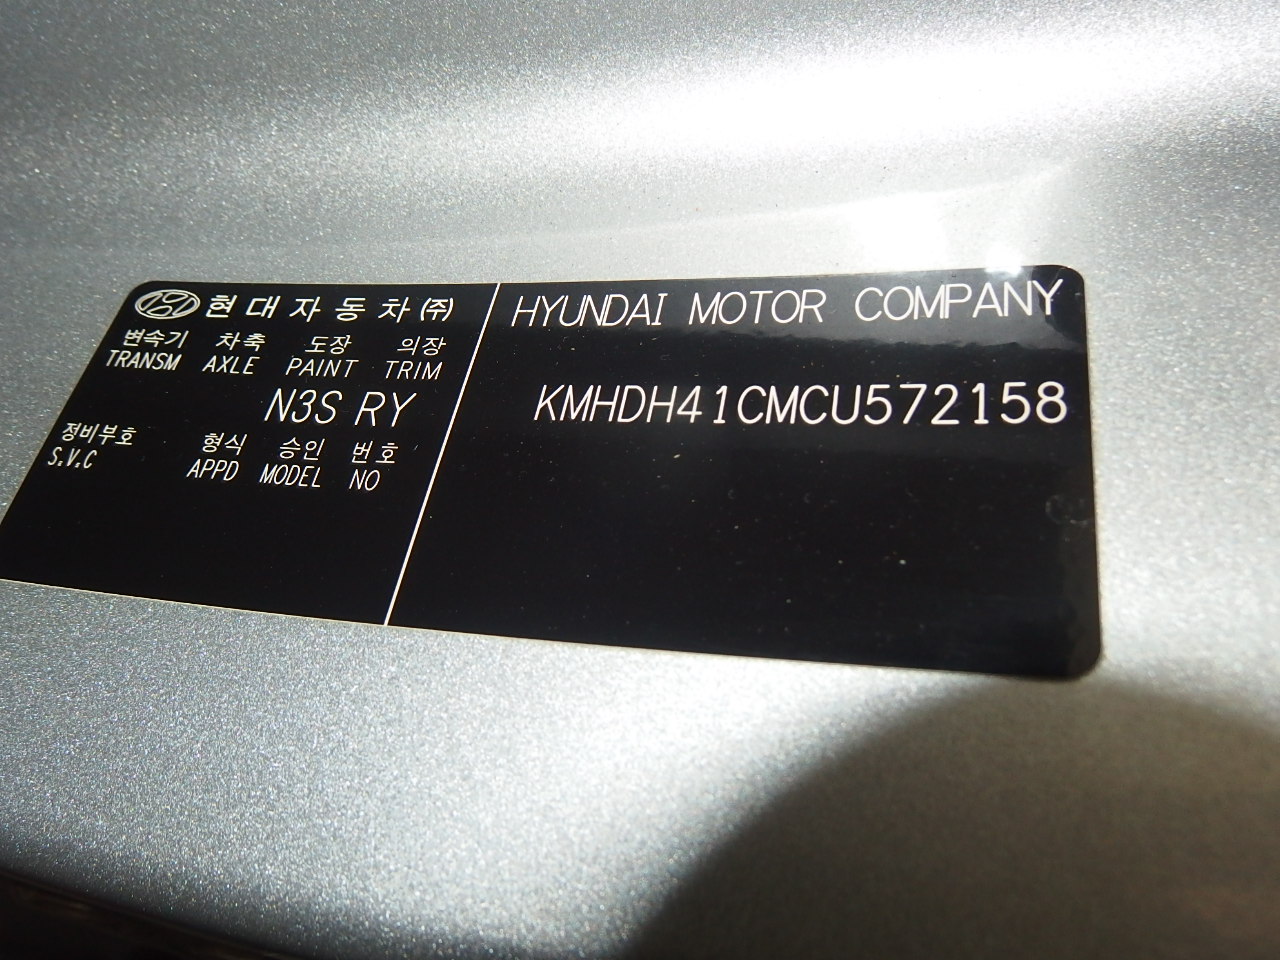 현대자동차㈜
변속기 차축 도장 의장
TRANSM AXLE PAINT TRIM
N3S RY
정비부호 형식 승인 번호
S.V.C APPD MODEL NO
HYUNDAI MOTOR COMPANY
KMHDH41CMCU572158